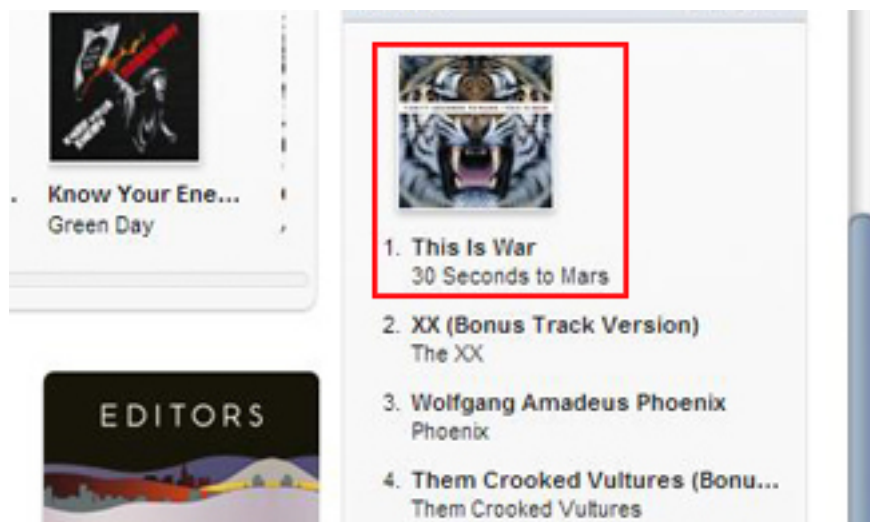 Know Your Ene...
Green Day
1. This Is War
30 Seconds to Mars
2. XX (Bonus Track Version)
The XX
3. Wolfgang Amadeus Phoenix
Phoenix
4. Them Crooked Vultures (Bonu...
Them Crooked Vultures
EDITORS